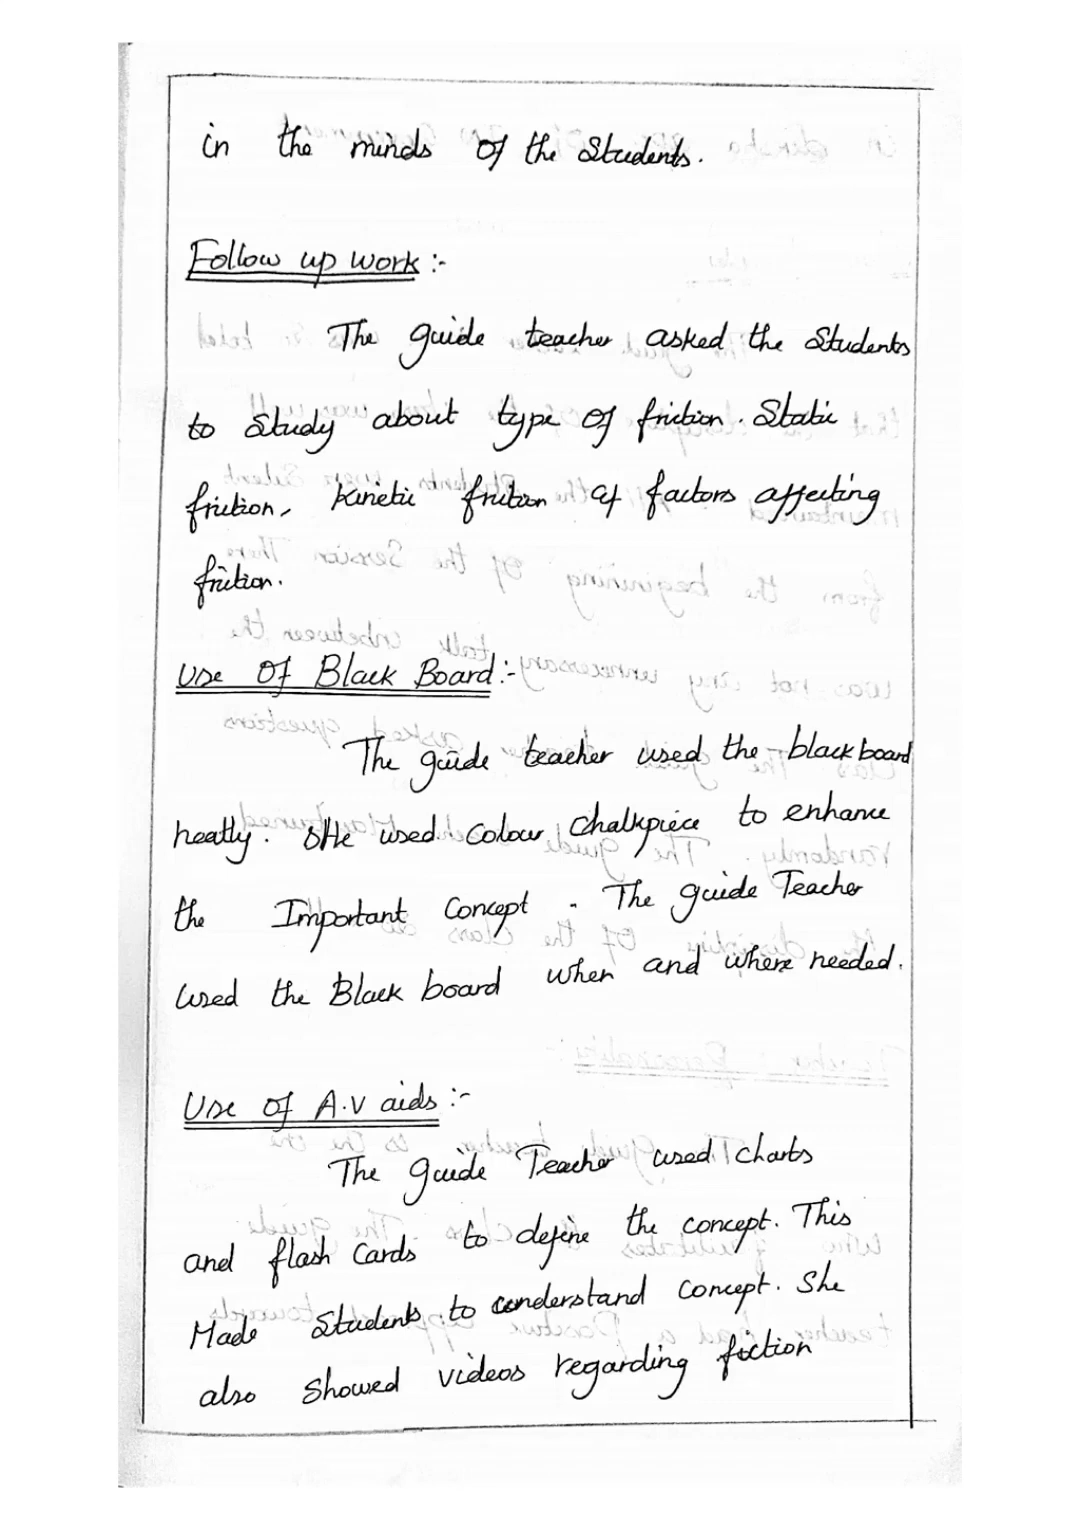 in the minds of the Students.
Follow up work :-
The guide teacher asked the Students
to Study about type of friction. Static
friction, Kinetic friction of factors affecting
friction.
Use Of Black Board :-
The guide teacher used the black board
neatly. SHe used colour chalkpiece to enhance
the Important Concept . The guide Teacher
used the Black board when and where needed.
Use of A.V aids :-
The guide Teacher used charts
and flash Cards to define the concept. This
Made Students to understand concept. She
also Showed videos regarding fiction